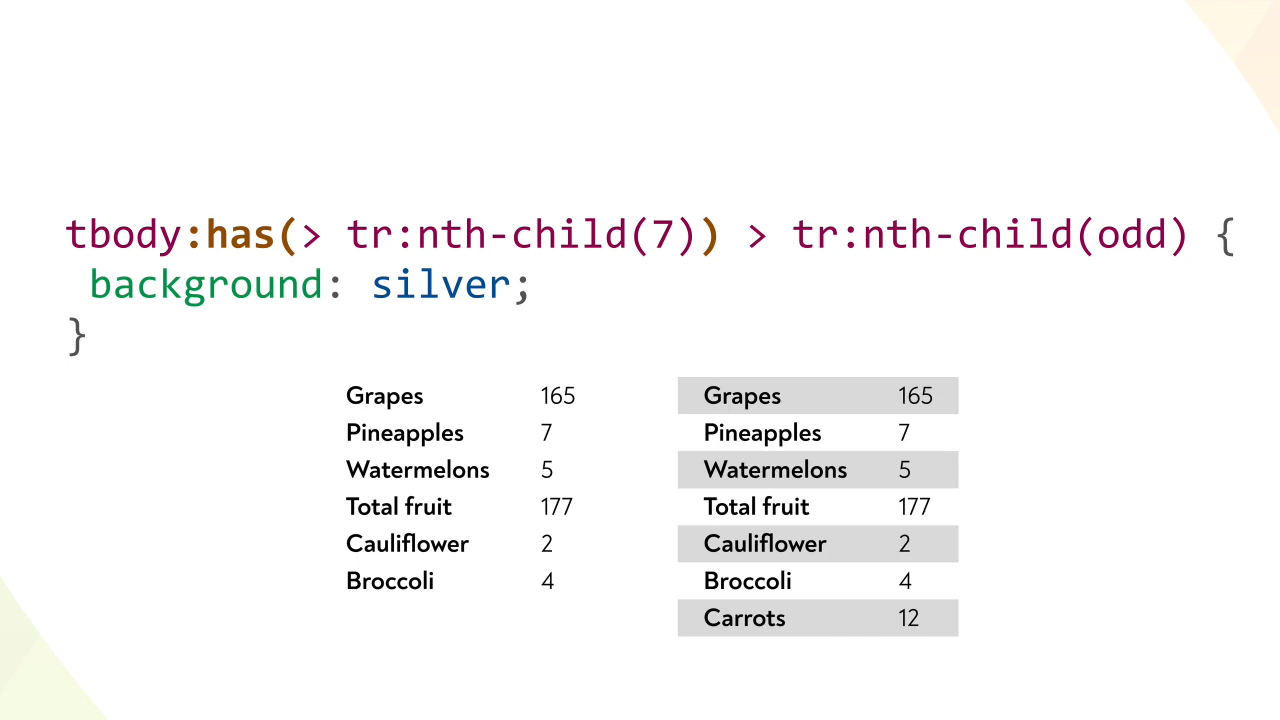 tbody:has(> tr:nth-child(7)) > tr:nth-child(odd) {
 background: silver;
}
Grapes 165
Pineapples 7
Watermelons 5
Total fruit 177
Cauliflower 2
Broccoli 4
Grapes 165
Pineapples 7
Watermelons 5
Total fruit 177
Cauliflower 2
Broccoli 4
Carrots 12